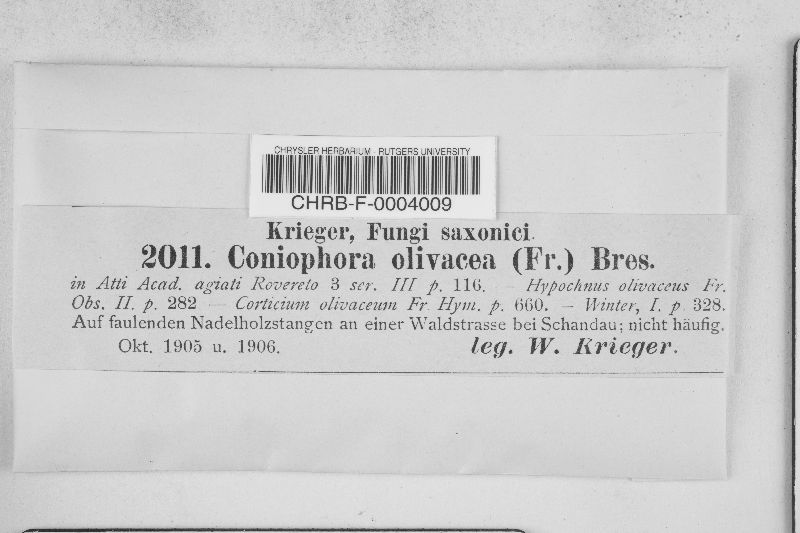 CHRYSLER HERBARIUM - RUTGERS UNIVERSITY
CHRB-F-0004009
Krieger, Fungi saxonici.
2011. Coniophora olivacea (Fr.) Bres.
in Atti Acad. agiati Rovereto 3 ser. III p. 116. — Hypochnus olivaceus Fr.
Obs. II. p. 282 — Corticium olivaceum Fr. Hym. p. 660. — Winter, I. p. 328.
Auf faulenden Nadelholzstangen an einer Waldstrasse bei Schandau; nicht häufig.
Okt. 1905 u. 1906. leg. W. Krieger.